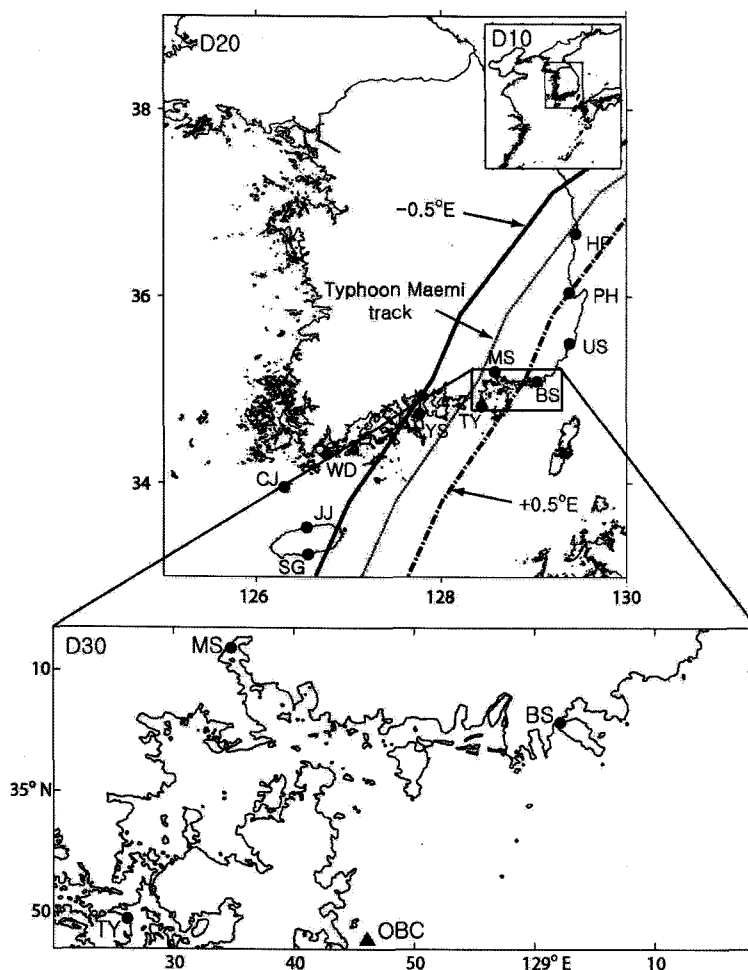 D20
D10
38
−0.5°E
HP
Typhoon Maemi
track
36
PH
US
MS
BS
TY
YS
WD
34
CJ
+0.5°E
JJ
SG
126
128
130
D30
MS
10
BS
35° N
50
TY
OBC
30
40
50
129° E
10